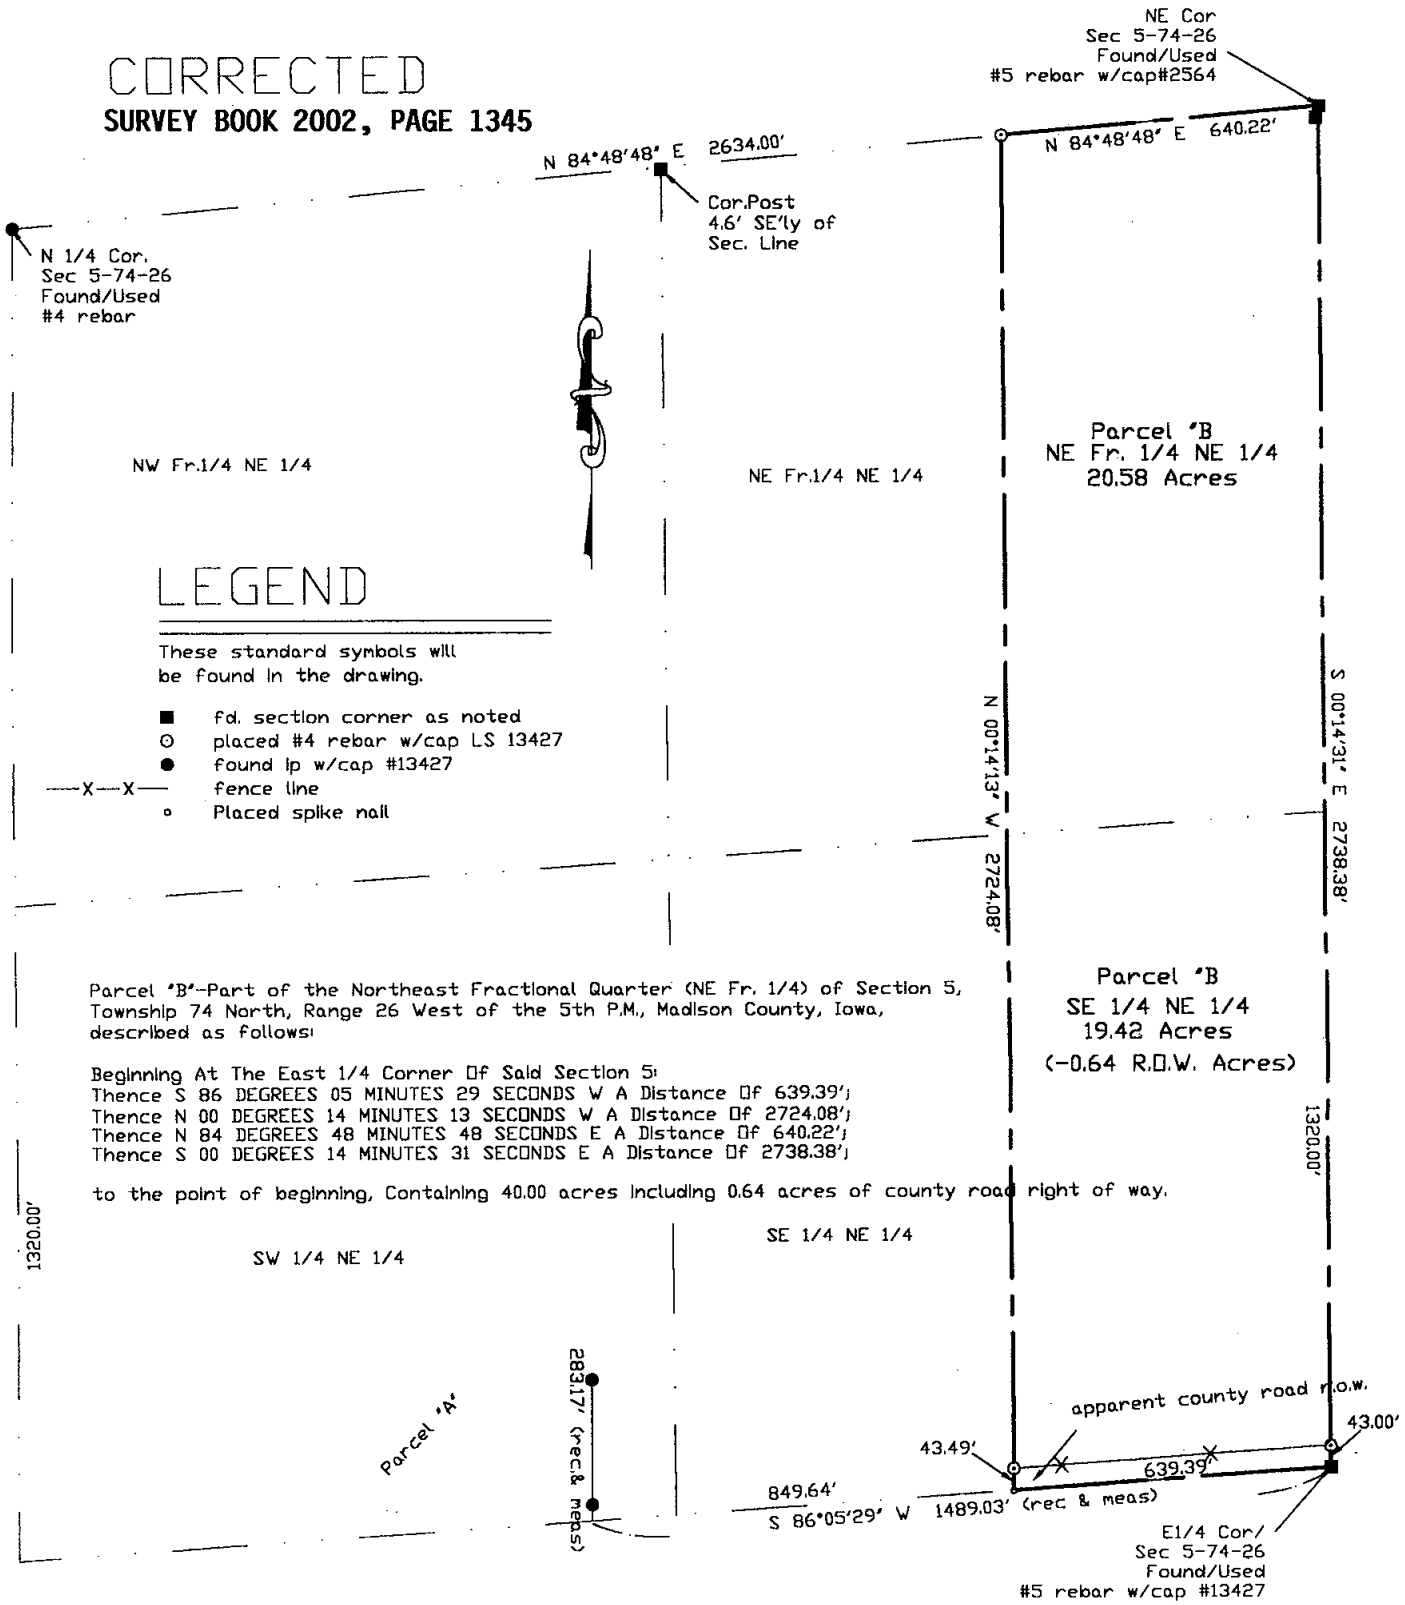 CORRECTED
SURVEY BOOK 2002, PAGE 1345
NE Cor
Sec 5-74-26
Found/Used
#5 rebar w/cap#2564
N 84°48'48" E 2634.00'
N 84°48'48" E 640.22'
Cor.Post
4.6' SE'ly of
Sec. Line
N 1/4 Cor.
Sec 5-74-26
Found/Used
#4 rebar
NW Fr.1/4 NE 1/4
NE Fr.1/4 NE 1/4
Parcel "B
NE Fr. 1/4 NE 1/4
20.58 Acres
LEGEND
These standard symbols will
be found in the drawing.
fd. section corner as noted
placed #4 rebar w/cap LS 13427
found ip w/cap #13427
—X—X— fence line
Placed spike nail
N 00°14'13" W 2724.08'
S 00°14'31" E 2738.38'
Parcel "B"-Part of the Northeast Fractional Quarter (NE Fr. 1/4) of Section 5,
Township 74 North, Range 26 West of the 5th P.M., Madison County, Iowa,
described as follows:
Beginning At The East 1/4 Corner Of Said Section 5:
Thence S 86 DEGREES 05 MINUTES 29 SECONDS W A Distance Of 639.39';
Thence N 00 DEGREES 14 MINUTES 13 SECONDS W A Distance Of 2724.08';
Thence N 84 DEGREES 48 MINUTES 48 SECONDS E A Distance Of 640.22';
Thence S 00 DEGREES 14 MINUTES 31 SECONDS E A Distance Of 2738.38';
to the point of beginning, Containing 40.00 acres including 0.64 acres of county road right of way.
Parcel "B
SE 1/4 NE 1/4
19.42 Acres
(-0.64 R.O.W. Acres)
1320.00'
1320.00'
SW 1/4 NE 1/4
SE 1/4 NE 1/4
Parcel "A"
283.17' (rec.& meas)
apparent county road r.o.w.
43.49'
43.00'
639.39'
849.64'
S 86°05'29" W 1489.03' (rec & meas)
E1/4 Cor/
Sec 5-74-26
Found/Used
#5 rebar w/cap #13427